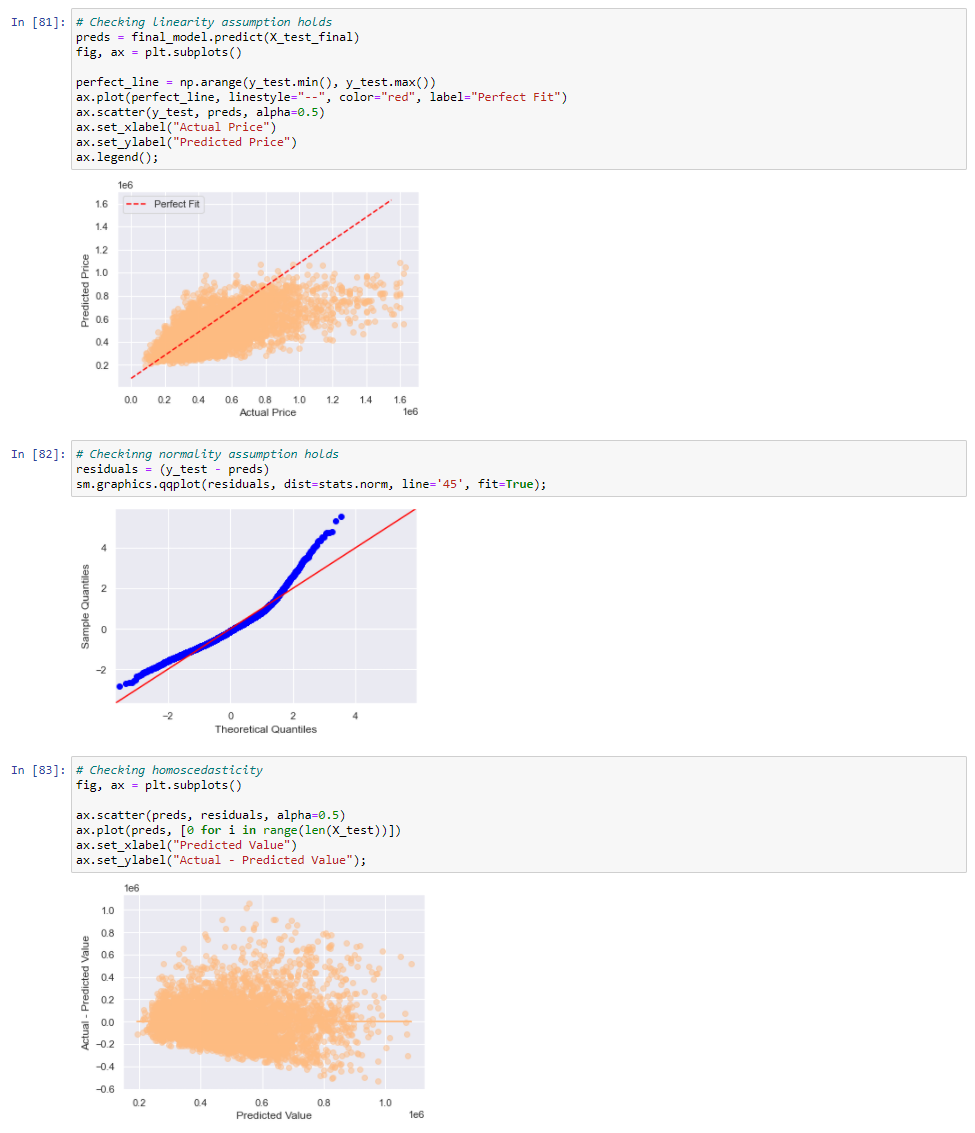 In [81]:
# Checking linearity assumption holds
preds = final_model.predict(X_test_final)
fig, ax = plt.subplots()
perfect_line = np.arange(y_test.min(), y_test.max())
ax.plot(perfect_line, linestyle="--", color="red", label="Perfect Fit")
ax.scatter(y_test, preds, alpha=0.5)
ax.set_xlabel("Actual Price")
ax.set_ylabel("Predicted Price")
ax.legend();
1e6
Perfect Fit
1.6
1.4
1.2
1.0
0.8
0.6
0.4
0.2
Predicted Price
0.0 0.2 0.4 0.6 0.8 1.0 1.2 1.4 1.6
1e6
Actual Price
In [82]:
# Checkinng normality assumption holds
residuals = (y_test - preds)
sm.graphics.qqplot(residuals, dist=stats.norm, line='45', fit=True);
4
2
0
−2
Sample Quantiles
−2 0 2 4
Theoretical Quantiles
In [83]:
# Checking homoscedasticity
fig, ax = plt.subplots()
ax.scatter(preds, residuals, alpha=0.5)
ax.plot(preds, [0 for i in range(len(X_test))])
ax.set_xlabel("Predicted Value")
ax.set_ylabel("Actual - Predicted Value");
1e6
1.0
0.8
0.6
0.4
0.2
0.0
−0.2
−0.4
−0.6
Actual - Predicted Value
0.2 0.4 0.6 0.8 1.0
1e6
Predicted Value